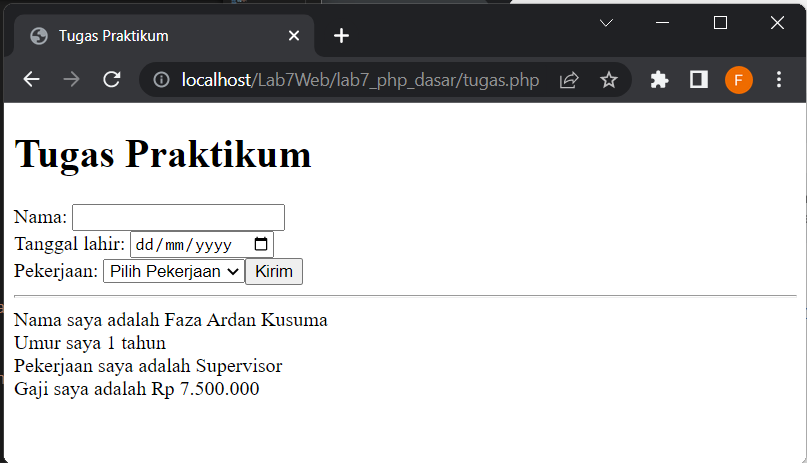 Tugas Praktikum
localhost/Lab7Web/lab7_php_dasar/tugas.php
F
Tugas Praktikum
Nama:
Tanggal lahir: dd/mm/yyyy
Pekerjaan: Pilih Pekerjaan Kirim
Nama saya adalah Faza Ardan Kusuma
Umur saya 1 tahun
Pekerjaan saya adalah Supervisor
Gaji saya adalah Rp 7.500.000